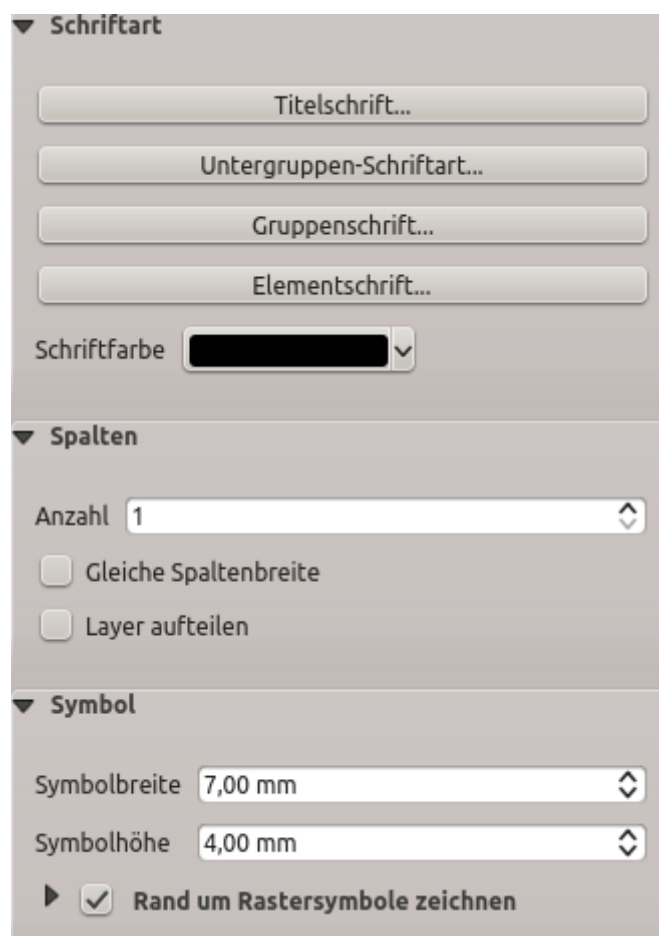 Schriftart
Titelschrift...
Untergruppen-Schriftart...
Gruppenschrift...
Elementschrift...
Schriftfarbe
Spalten
Anzahl 1
Gleiche Spaltenbreite
Layer aufteilen
Symbol
Symbolbreite 7,00 mm
Symbolhöhe 4,00 mm
Rand um Rastersymbole zeichnen